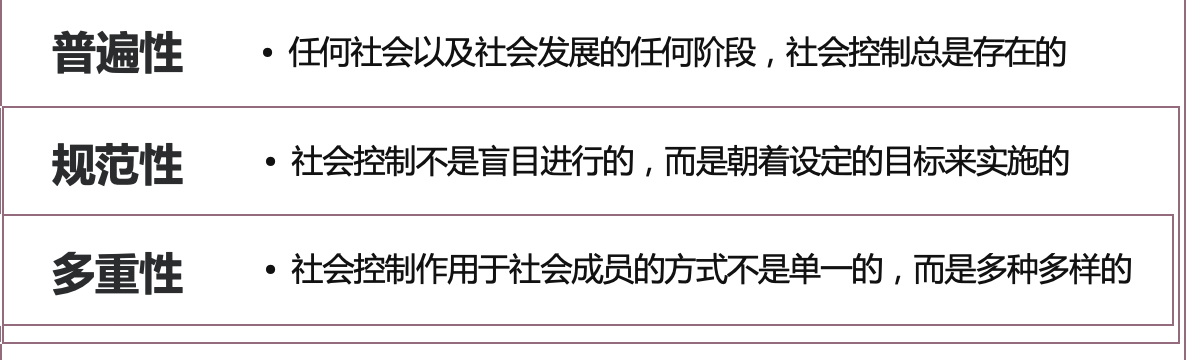 普遍性 • 任何社会以及社会发展的任何阶段，社会控制总是存在的
规范性 • 社会控制不是盲目进行的，而是朝着设定的目标来实施的
多重性 • 社会控制作用于社会成员的方式不是单一的，而是多种多样的